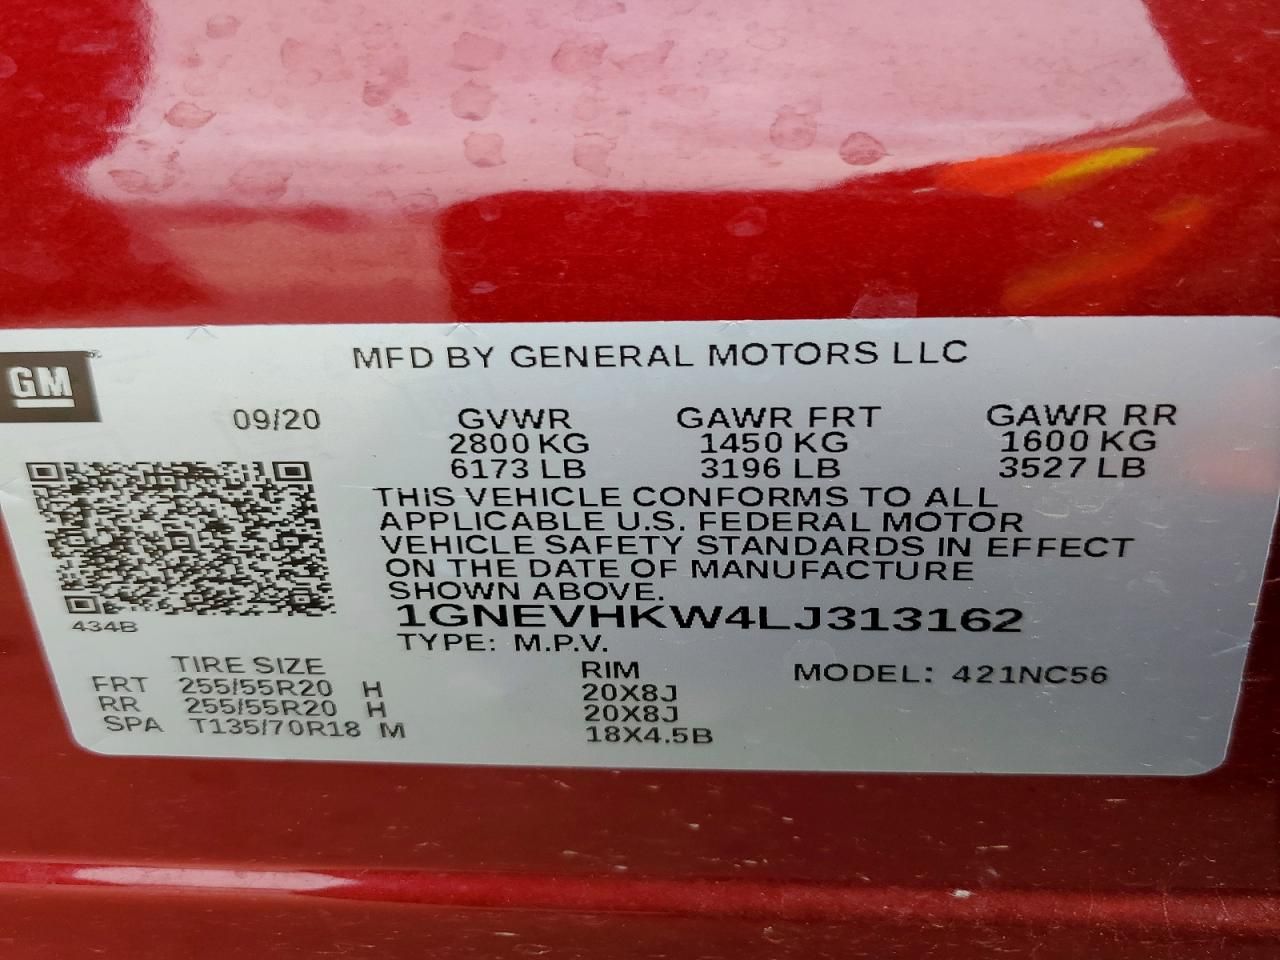 MFD BY GENERAL MOTORS LLC
GM
09/20 GVWR GAWR FRT GAWR RR
2800 KG 1450 KG 1600 KG
6173 LB 3196 LB 3527 LB
THIS VEHICLE CONFORMS TO ALL
APPLICABLE U.S. FEDERAL MOTOR
VEHICLE SAFETY STANDARDS IN EFFECT
ON THE DATE OF MANUFACTURE
SHOWN ABOVE.
1GNEVHKW4LJ313162
434B
TYPE: M.P.V.
TIRE SIZE RIM MODEL: 421NC56
FRT 255/55R20 H 20X8J
RR 255/55R20 H 20X8J
SPA T135/70R18 M 18X4.5B